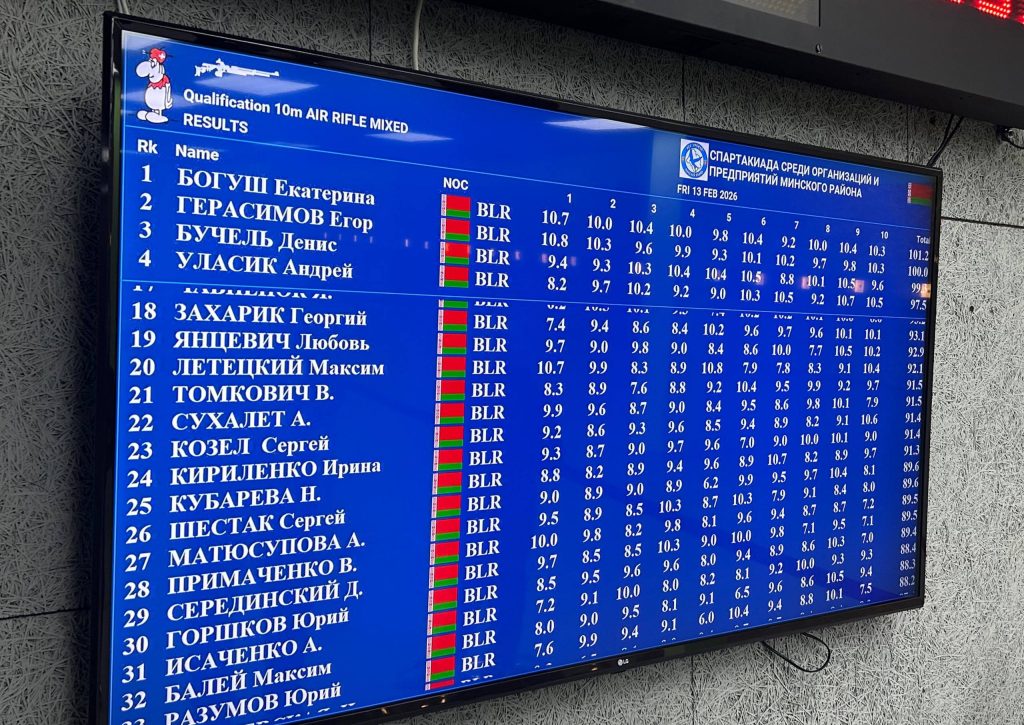 Qualification 10m AIR RIFLE MIXED
RESULTS
СПАРТАКИАДА СРЕДИ ОРГАНИЗАЦИЙ И
ПРЕДПРИЯТИЙ МИНСКОГО РАЙОНА
FRI 13 FEB 2026
Rk Name NOC 1 2 3 4 5 6 7 8 9 10 Total
1 БОГУШ Екатерина BLR 10.7 10.0 10.4 10.0 9.8 10.4 9.2 10.0 10.4 10.3 101.2
2 ГЕРАСИМОВ Егор BLR 10.8 10.3 9.6 9.9 9.3 10.1 10.2 9.7 9.8 10.3 100.0
3 БУЧЕЛЬ Денис BLR 9.4 9.3 10.3 10.4 10.4 10.5 8.8 10.1 10.5 9.6 99.3
4 УЛАСИК Андрей BLR 8.2 9.7 10.2 9.2 9.0 10.3 10.5 9.2 10.7 10.5 97.5
18 ЗАХАРИК Георгий BLR 7.4 9.4 8.6 8.4 10.2 9.6 9.7 9.6 10.1 10.1 93.1
19 ЯНЦЕВИЧ Любовь BLR 9.7 9.0 9.8 9.0 8.4 8.6 10.0 7.7 10.5 10.2 92.9
20 ЛЕТЕЦКИЙ Максим BLR 10.7 9.9 8.3 8.9 10.8 7.9 7.8 8.3 9.1 10.4 92.1
21 ТОМКОВИЧ В. BLR 8.3 8.9 7.6 8.8 9.2 10.4 9.5 9.9 9.2 9.7 91.5
22 СУХАЛЕТ А. BLR 9.9 9.6 8.7 9.0 8.4 9.5 8.6 9.8 10.1 7.9 91.5
23 КОЗЕЛ Сергей BLR 9.2 8.6 9.3 9.6 8.5 9.4 8.9 8.2 9.1 10.6 91.4
24 КИРИЛЕНКО Ирина BLR 9.3 8.7 9.0 9.7 9.6 7.0 9.0 10.0 10.1 9.0 91.4
25 КУБАРЕВА Н. BLR 8.8 8.2 8.9 9.4 9.6 8.9 10.7 8.2 8.9 9.7 91.3
26 ШЕСТАК Сергей BLR 9.0 8.9 9.0 8.9 6.2 9.9 9.5 9.7 10.4 8.1 89.6
27 МАТЮСУПОВА А. BLR 9.5 8.9 8.5 10.3 8.7 10.3 7.9 9.1 8.4 8.0 89.6
28 ПРИМАЧЕНКО В. BLR 10.0 9.8 8.2 9.8 8.1 9.6 9.4 8.7 8.7 7.2 89.5
29 СЕРЕДИНСКИЙ Д. BLR 9.7 8.5 8.5 10.3 9.0 10.0 9.8 7.1 9.5 7.1 89.5
30 ГОРШКОВ Юрий BLR 8.5 9.5 9.6 9.6 8.0 9.4 8.9 8.6 10.3 7.0 89.4
31 ИСАЧЕНКО А. BLR 7.2 9.1 10.0 8.0 8.2 8.1 9.2 10.0 9.3 9.3 88.4
32 БАЛЕЙ Максим BLR 8.0 9.0 9.5 8.1 9.1 6.5 9.6 8.6 10.5 9.4 88.3
33 РАЗУМОВ Юрий BLR 7.6 9.9 9.4 9.1 6.0 10.4 9.4 8.8 10.1 7.5 88.2
LG